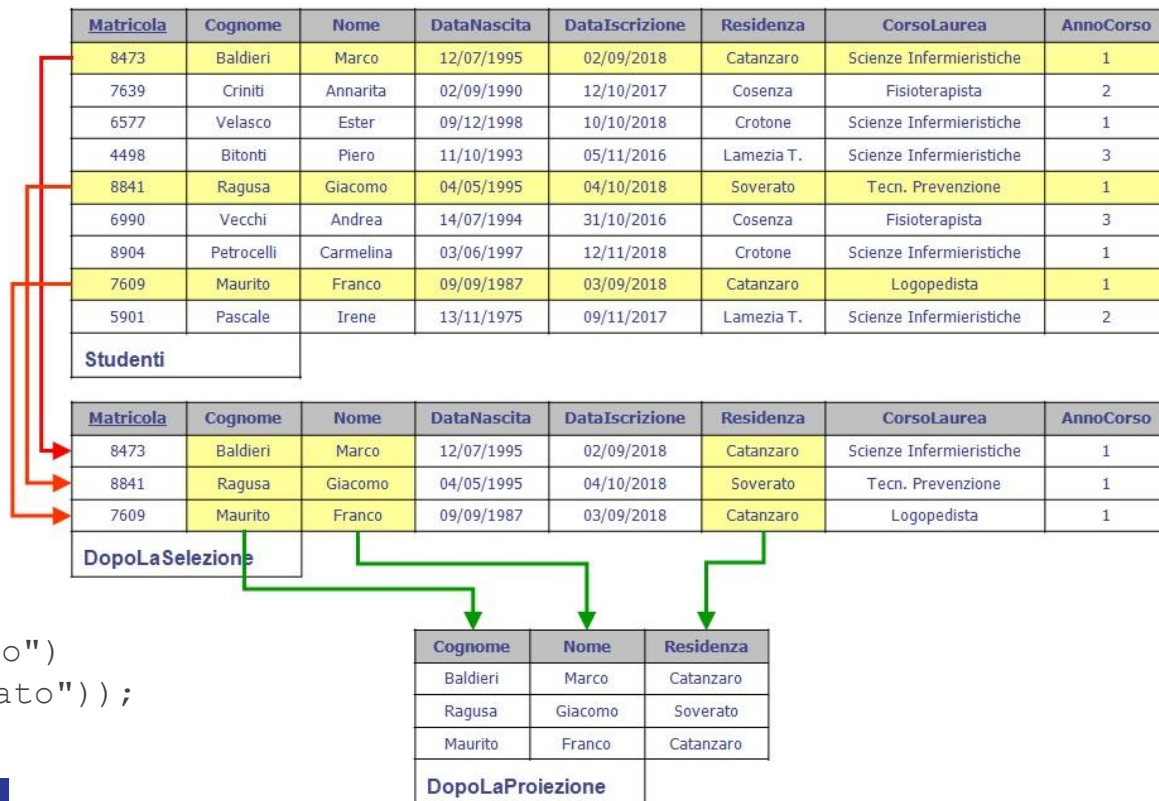 Matricola Cognome Nome DataNascita DataIscrizione Residenza CorsoLaurea AnnoCorso
8473 Baldieri Marco 12/07/1995 02/09/2018 Catanzaro Scienze Infermieristiche 1
7639 Criniti Annarita 02/09/1990 12/10/2017 Cosenza Fisioterapista 2
6577 Velasco Ester 09/12/1998 10/10/2018 Crotone Scienze Infermieristiche 1
4498 Bitonti Piero 11/10/1993 05/11/2016 Lamezia T. Scienze Infermieristiche 3
8841 Ragusa Giacomo 04/05/1995 04/10/2018 Soverato Tecn. Prevenzione 1
6990 Vecchi Andrea 14/07/1994 31/10/2016 Cosenza Fisioterapista 3
8904 Petrocelli Carmelina 03/06/1997 12/11/2018 Crotone Scienze Infermieristiche 1
7609 Maurito Franco 09/09/1987 03/09/2018 Catanzaro Logopedista 1
5901 Pascale Irene 13/11/1975 09/11/2017 Lamezia T. Scienze Infermieristiche 2
Studenti
Matricola Cognome Nome DataNascita DataIscrizione Residenza CorsoLaurea AnnoCorso
8473 Baldieri Marco 12/07/1995 02/09/2018 Catanzaro Scienze Infermieristiche 1
8841 Ragusa Giacomo 04/05/1995 04/10/2018 Soverato Tecn. Prevenzione 1
7609 Maurito Franco 09/09/1987 03/09/2018 Catanzaro Logopedista 1
DopoLaSelezione
o")
ato"));
Cognome Nome Residenza
Baldieri Marco Catanzaro
Ragusa Giacomo Soverato
Maurito Franco Catanzaro
DopoLaProiezione